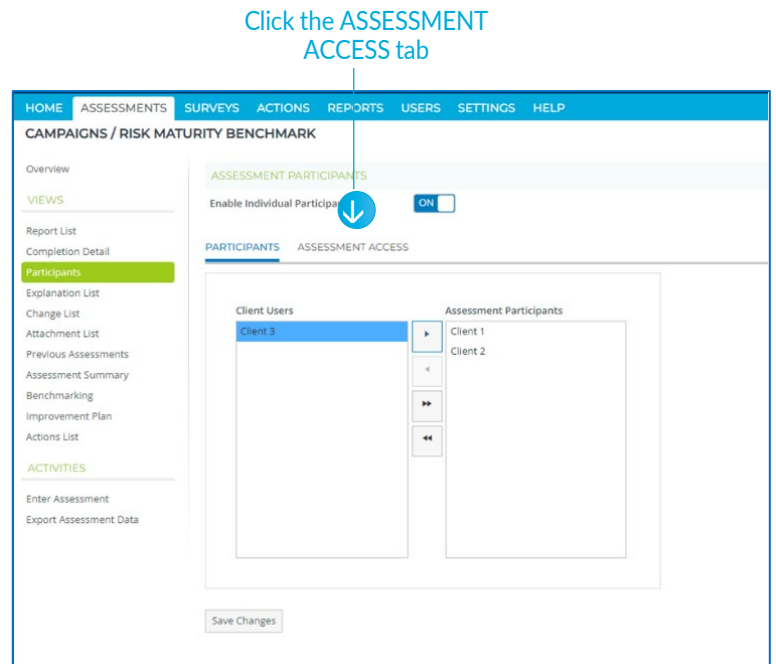 Click the ASSESSMENT
ACCESS tab
HOME ASSESSMENTS SURVEYS ACTIONS REPORTS USERS SETTINGS HELP
CAMPAIGNS / RISK MATURITY BENCHMARK
Overview
VIEWS
Report List
Completion Detail
Participants
Explanation List
Change List
Attachment List
Previous Assessments
Assessment Summary
Benchmarking
Improvement Plan
Actions List
ACTIVITIES
Enter Assessment
Export Assessment Data
ASSESSMENT PARTICIPANTS
Enable Individual Particip ON
PARTICIPANTS ASSESSMENT ACCESS
Client Users Assessment Participants
Client 3 Client 1
Client 2
Save Changes